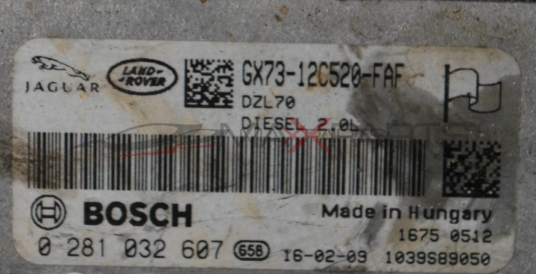 JAGUAR
LAND-ROVER
GX73-12C520-FAF
DZL70
DIESEL 2.0L
BOSCH
Made in Hungary
1675 0512
0 281 032 607 658 16-02-09 1039S89050